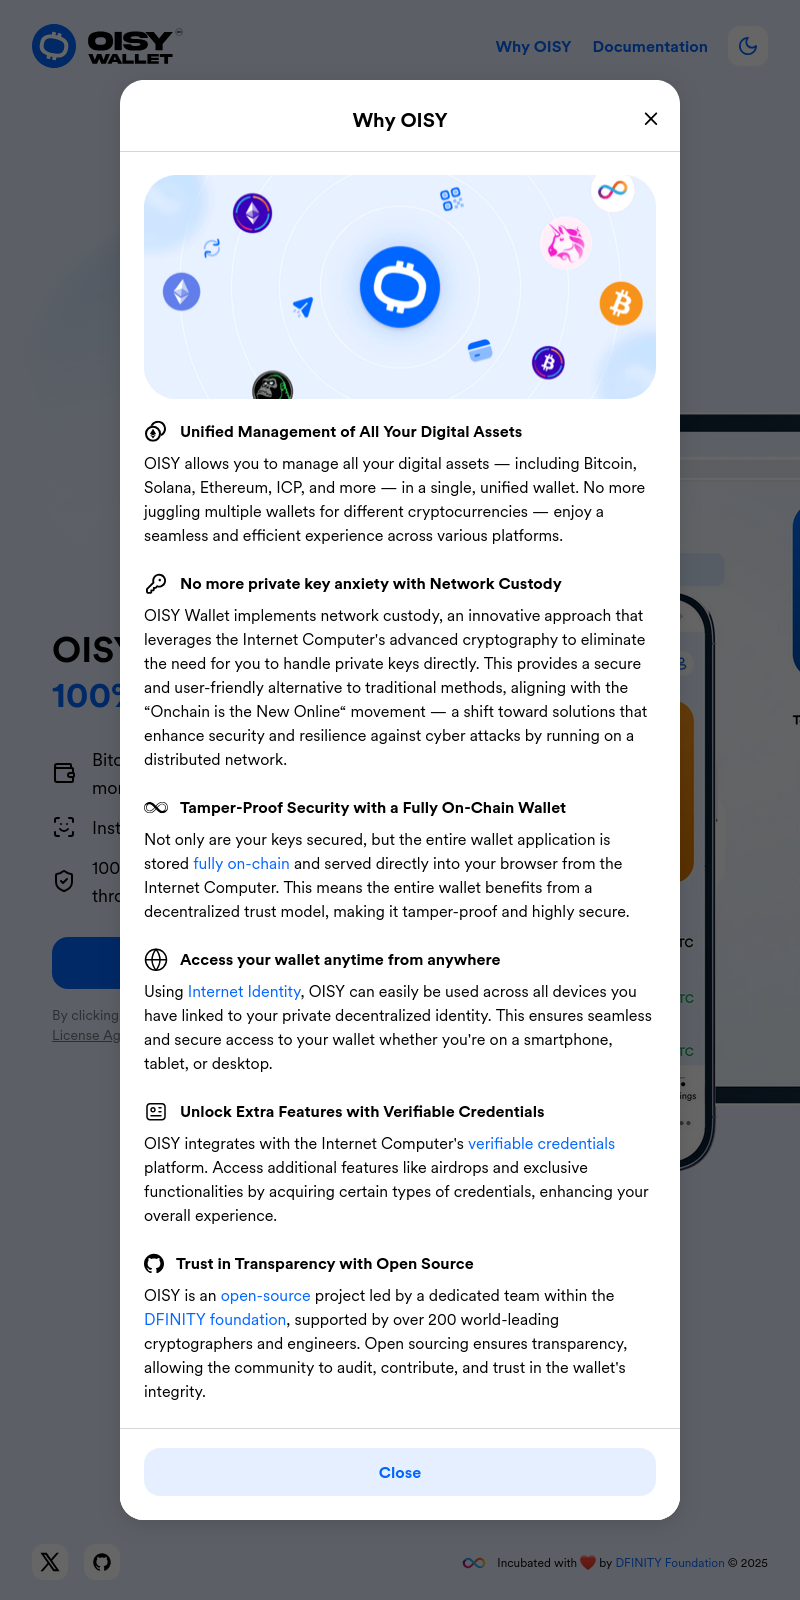 OISY
WALLET
Why OISY
Documentation
Why OISY
Unified Management of All Your Digital Assets
OISY allows you to manage all your digital assets — including Bitcoin,
Solana, Ethereum, ICP, and more — in a single, unified wallet. No more
juggling multiple wallets for different cryptocurrencies — enjoy a
seamless and efficient experience across various platforms.
No more private key anxiety with Network Custody
OISY Wallet implements network custody, an innovative approach that
leverages the Internet Computer's advanced cryptography to eliminate
the need for you to handle private keys directly. This provides a secure
and user-friendly alternative to traditional methods, aligning with the
“Onchain is the New Online“ movement — a shift toward solutions that
enhance security and resilience against cyber attacks by running on a
distributed network.
Tamper-Proof Security with a Fully On-Chain Wallet
Not only are your keys secured, but the entire wallet application is
stored fully on-chain and served directly into your browser from the
Internet Computer. This means the entire wallet benefits from a
decentralized trust model, making it tamper-proof and highly secure.
Access your wallet anytime from anywhere
Using Internet Identity, OISY can easily be used across all devices you
have linked to your private decentralized identity. This ensures seamless
and secure access to your wallet whether you're on a smartphone,
tablet, or desktop.
Unlock Extra Features with Verifiable Credentials
OISY integrates with the Internet Computer's verifiable credentials
platform. Access additional features like airdrops and exclusive
functionalities by acquiring certain types of credentials, enhancing your
overall experience.
Trust in Transparency with Open Source
OISY is an open-source project led by a dedicated team within the
DFINITY foundation, supported by over 200 world-leading
cryptographers and engineers. Open sourcing ensures transparency,
allowing the community to audit, contribute, and trust in the wallet's
integrity.
Close
OISY
100%
Bitc
mor
Inst
100
thro
By clicking
License Ag
TC
TC
TC
ngs
Incubated with ❤️ by DFINITY Foundation © 2025